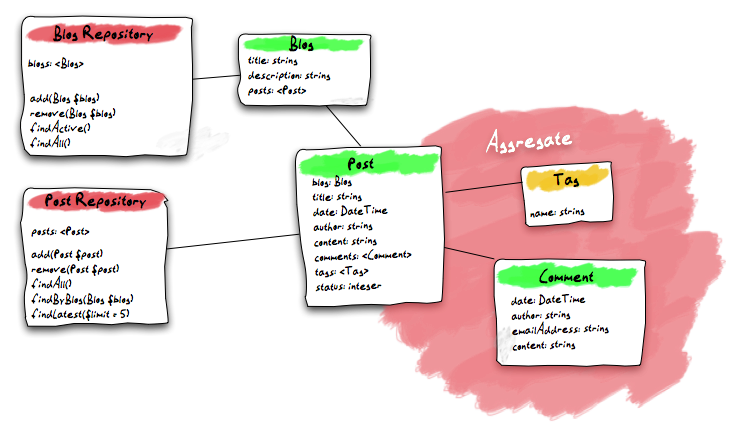 Blog Repository
blogs: <Blog>
add(Blog $blog)
remove(Blog $blog)
findActive()
findAll()
Blog
title: string
description: string
posts: <Post>
Aggregate
Post
blog: Blog
title: string
date: DateTime
author: string
content: string
comments: <Comment>
tags: <Tag>
status: integer
Tag
name: string
Post Repository
posts: <Post>
add(Post $post)
remove(Post $post)
findAll()
findByBlog(Blog $blog)
findLatest($limit = 5)
Comment
date: DateTime
author: string
emailAddress: string
content: string